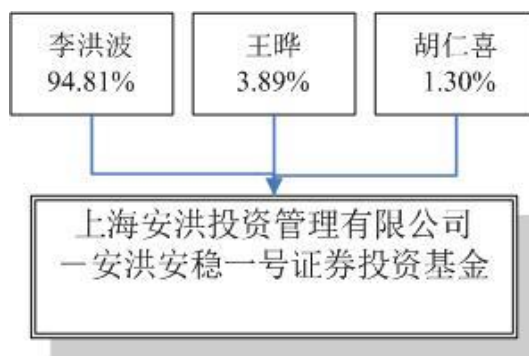 李洪波
94.81%
王晔
3.89%
胡仁喜
1.30%
上海安洪投资管理有限公司
－安洪安稳一号证券投资基金